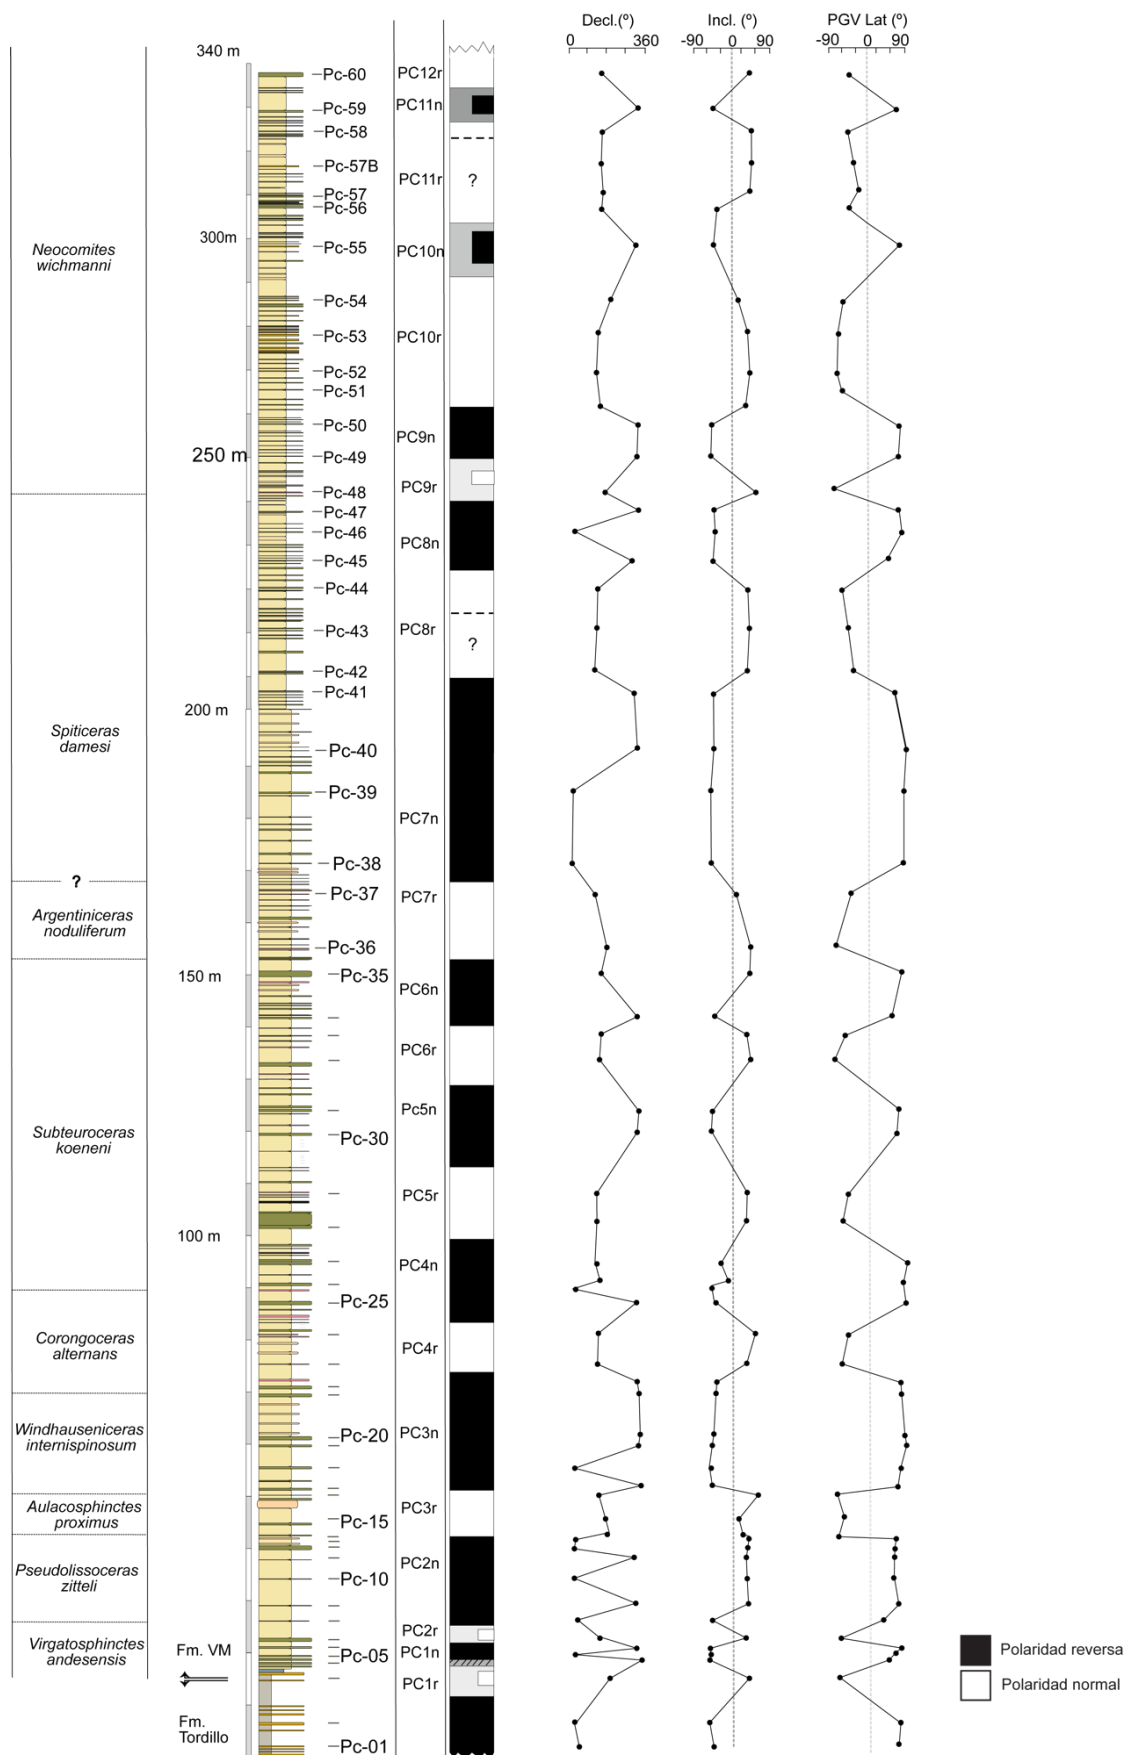 Decl.(º)
0 360
Incl. (º)
-90 0 90
PGV Lat (º)
-90 0 90
340 m
300m
250 m
200 m
150 m
100 m
Neocomites
wichmanni
Spiticeras
damesi
?
Argentiniceras
noduliferum
Subteuroceras
koeneni
Corongoceras
alternans
Windhauseniceras
internispinosum
Aulacosphinctes
proximus
Pseudolissoceras
zitteli
Virgatosphinctes
andesensis
Fm. VM
Fm.
Tordillo
Pc-60
Pc-59
Pc-58
Pc-57B
Pc-57
Pc-56
Pc-55
Pc-54
Pc-53
Pc-52
Pc-51
Pc-50
Pc-49
Pc-48
Pc-47
Pc-46
Pc-45
Pc-44
Pc-43
Pc-42
Pc-41
Pc-40
Pc-39
Pc-38
Pc-37
Pc-36
Pc-35
Pc-30
Pc-25
Pc-20
Pc-15
Pc-10
Pc-05
Pc-01
PC12r
PC11n
PC11r
?
PC10n
PC10r
PC9n
PC9r
PC8n
PC8r
?
PC7n
PC7r
PC6n
PC6r
Pc5n
PC5r
PC4n
PC4r
PC3n
PC3r
PC2n
PC2r
PC1n
PC1r
Polaridad reversa
Polaridad normal